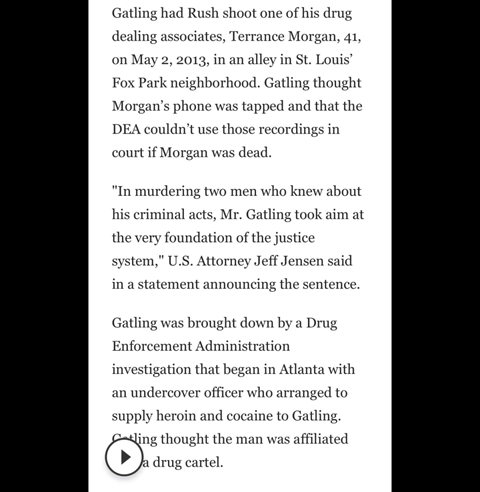 Gatling had Rush shoot one of his drug
dealing associates, Terrance Morgan, 41,
on May 2, 2013, in an alley in St. Louis’
Fox Park neighborhood. Gatling thought
Morgan’s phone was tapped and that the
DEA couldn’t use those recordings in
court if Morgan was dead.
"In murdering two men who knew about
his criminal acts, Mr. Gatling took aim at
the very foundation of the justice
system," U.S. Attorney Jeff Jensen said
in a statement announcing the sentence.
Gatling was brought down by a Drug
Enforcement Administration
investigation that began in Atlanta with
an undercover officer who arranged to
supply heroin and cocaine to Gatling.
Gatling thought the man was affiliated
a drug cartel.